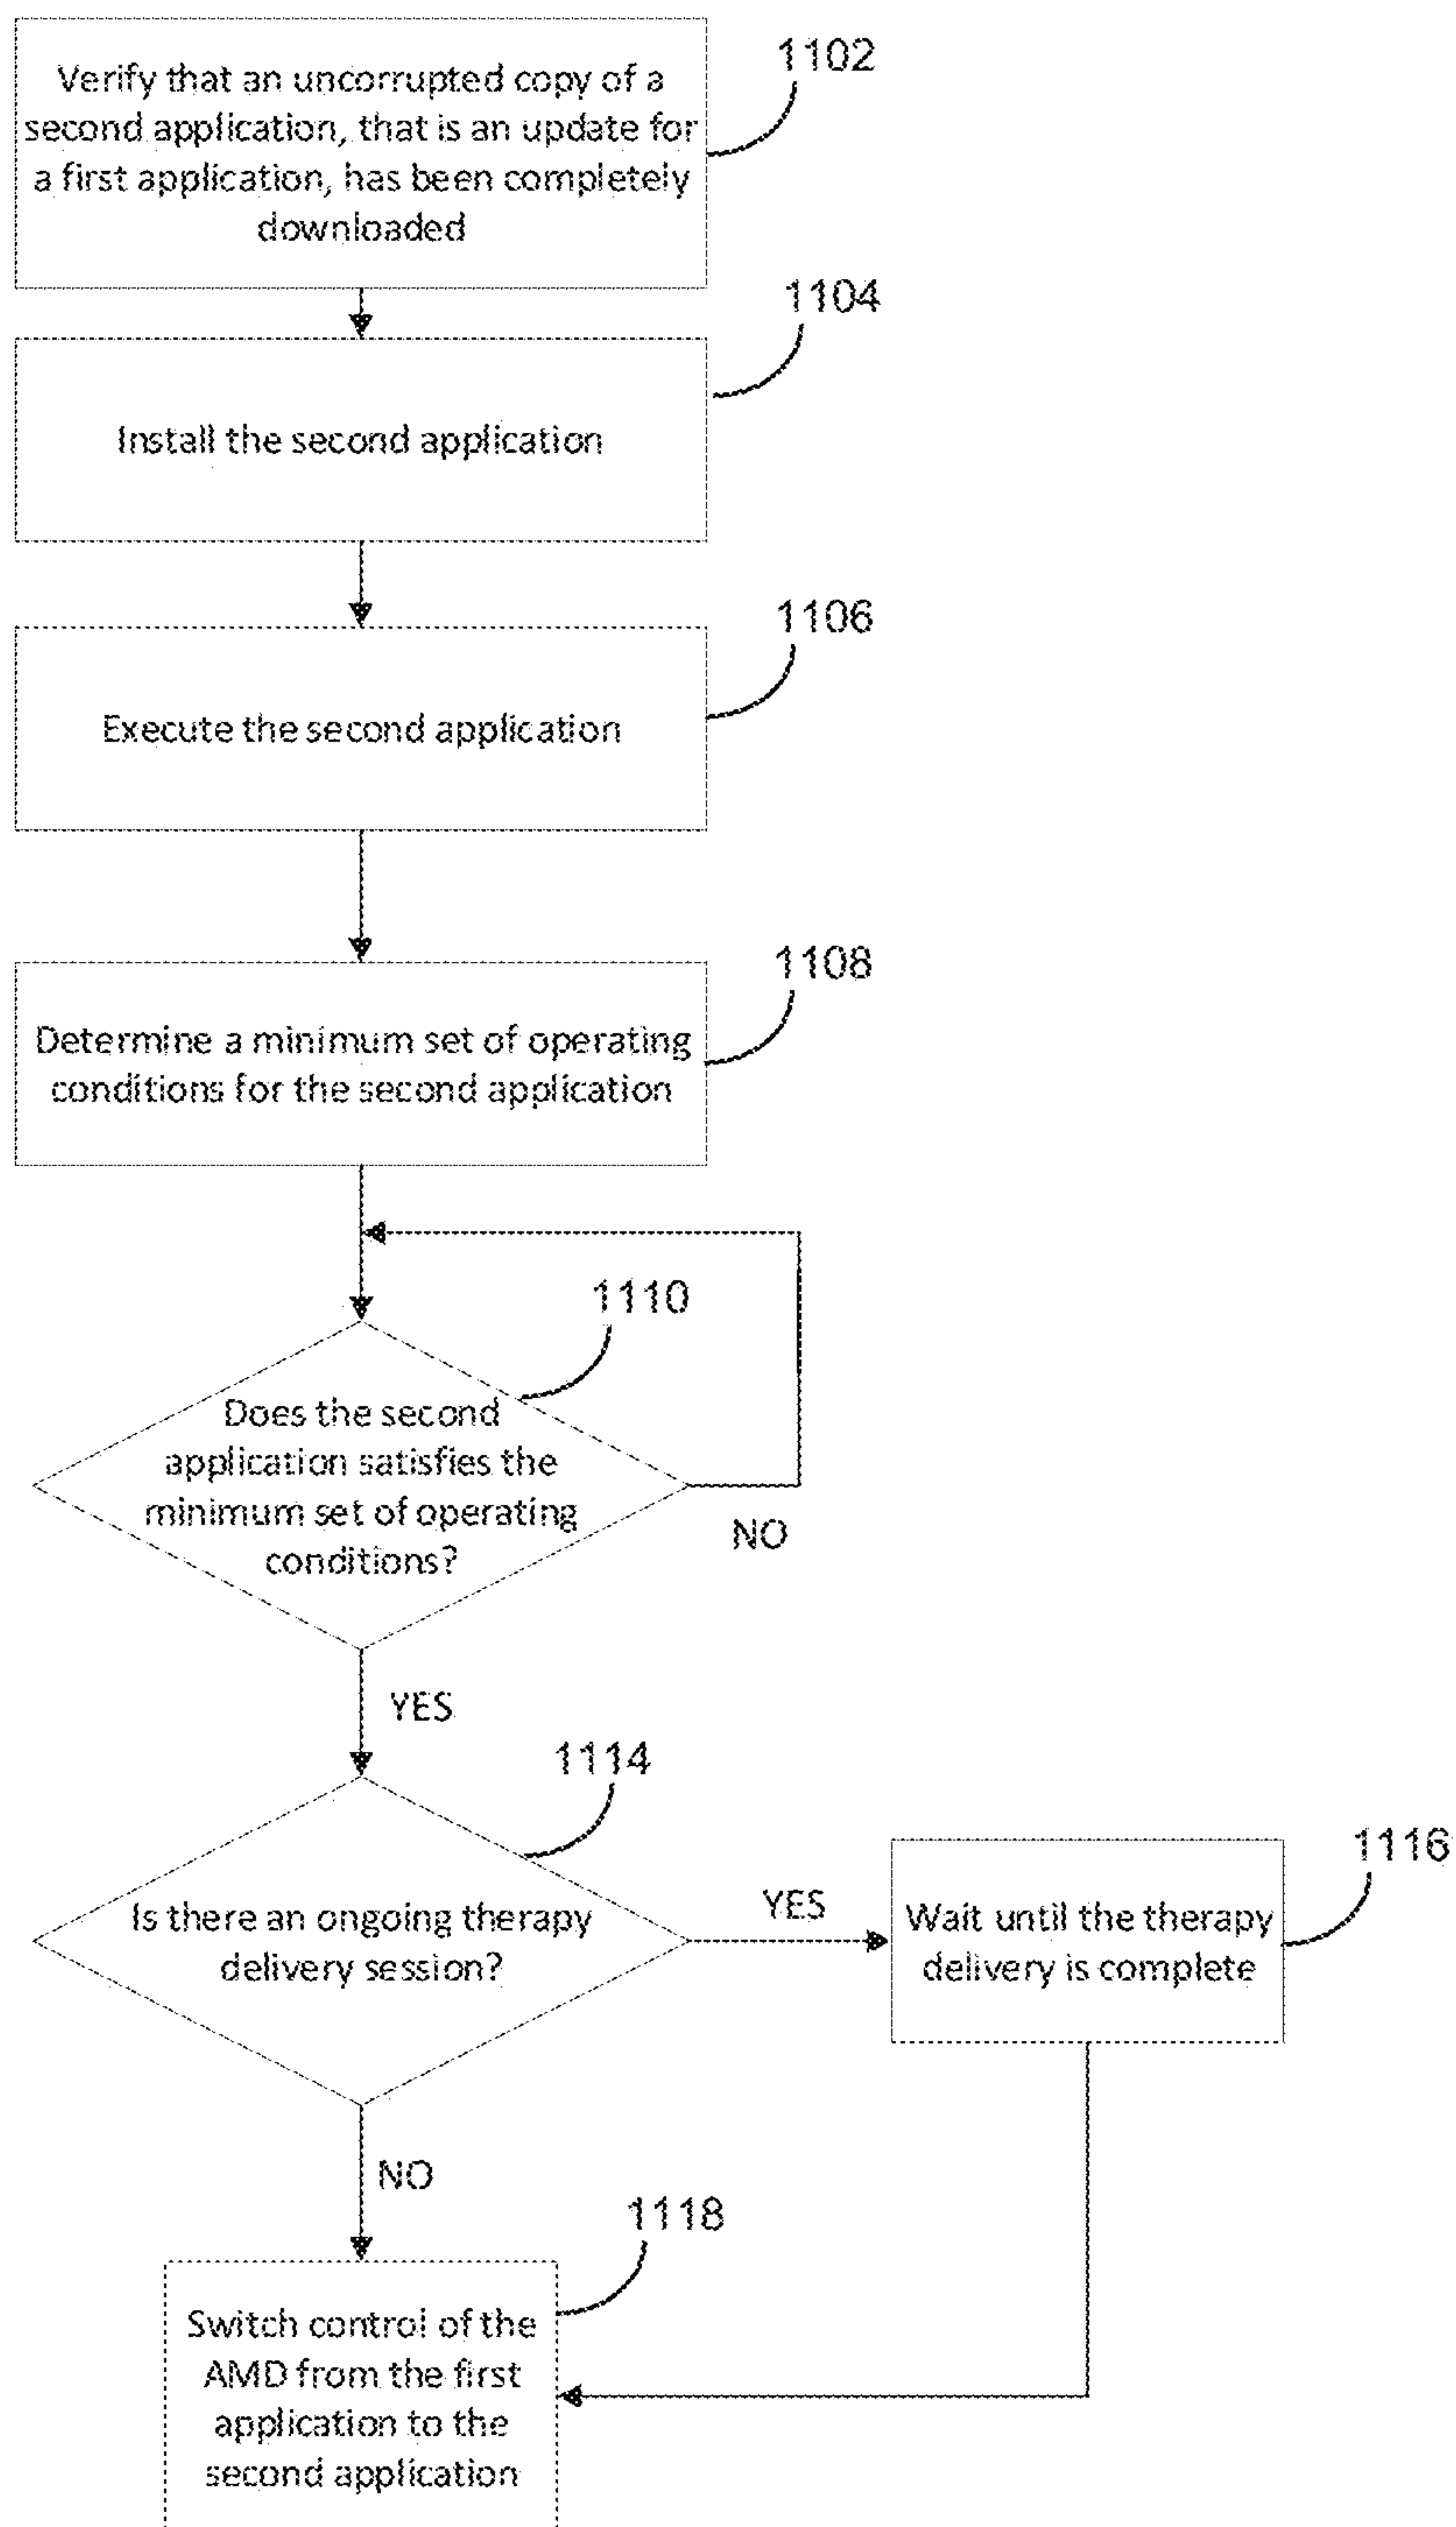 1102
Verify that an uncorrupted copy of a
second application, that is an update for
a first application, has been completely
downloaded
1104
Install the second application
1106
Execute the second application
1108
Determine a minimum set of operating
conditions for the second application
1110
Does the second
application satisfies the
minimum set of operating
conditions?
NO
YES
1114
Is there an ongoing therapy
delivery session?
YES
1116
Wait until the therapy
delivery is complete
NO
1118
Switch control of the
AMD from the first
application to the
second application